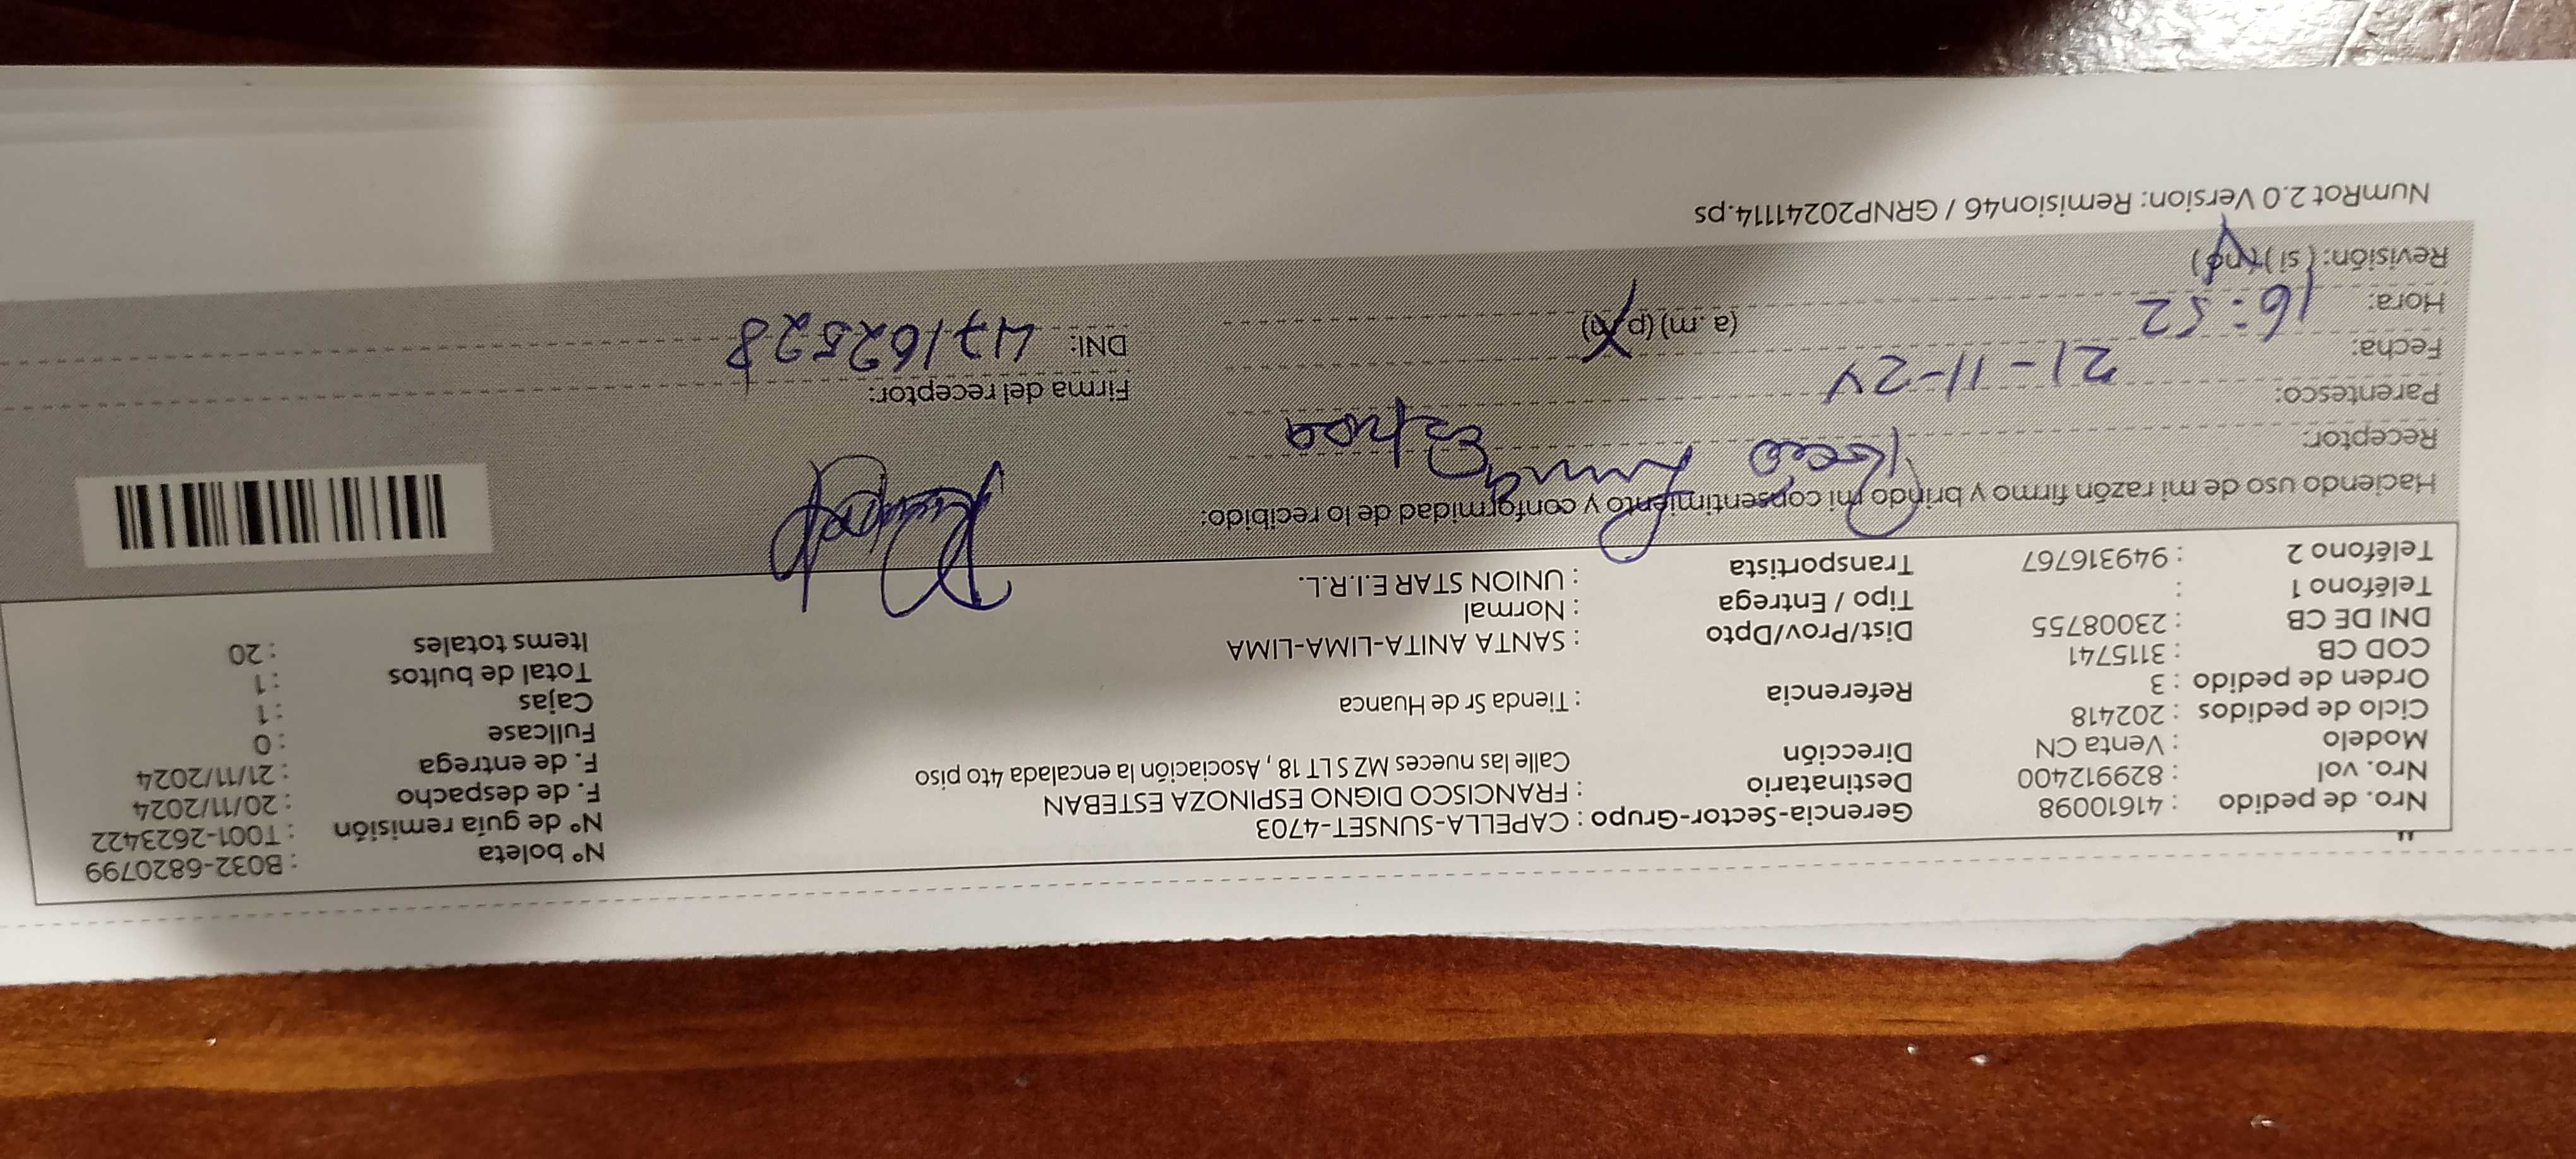 Nro. de pedido : 41610098 Gerencia-Sector-Grupo : CAPELLA-SUNSET-4703 N° boleta : B032-6820799
Nro. vol : 829912400 Destinatario : FRANCISCO DIGNO ESPINOZA ESTEBAN N° de guía remisión : T001-2623422
Modelo : Venta CN Dirección Calle las nueces MZ S LT 18 , Asociación la encalada 4to piso F. de despacho : 20/11/2024
Ciclo de pedidos : 202418 F. de entrega : 21/11/2024
Orden de pedido : 3 Referencia : Tienda Sr de Huanca Fullcase : 0
COD CB : 3115741 Cajas : 1
DNI DE CB : 23008755 Dist/Prov/Dpto : SANTA ANITA-LIMA-LIMA Total de bultos : 1
Teléfono 1 : Tipo / Entrega : Normal Items totales : 20
Teléfono 2 : 949316767 Transportista : UNION STAR E.I.R.L.
Haciendo uso de mi razón firmo y brindo mi consentimiento y conformidad de lo recibido:
Receptor: Rocio
Parentesco: Firma del receptor:
Fecha: 21-11-24 DNI: 47162528
Hora: 16:52 (a.m) (p.m)
Revisión: (si) (no)
NumRot 2.0 Version: Remision46 / GRNP20241114.ps